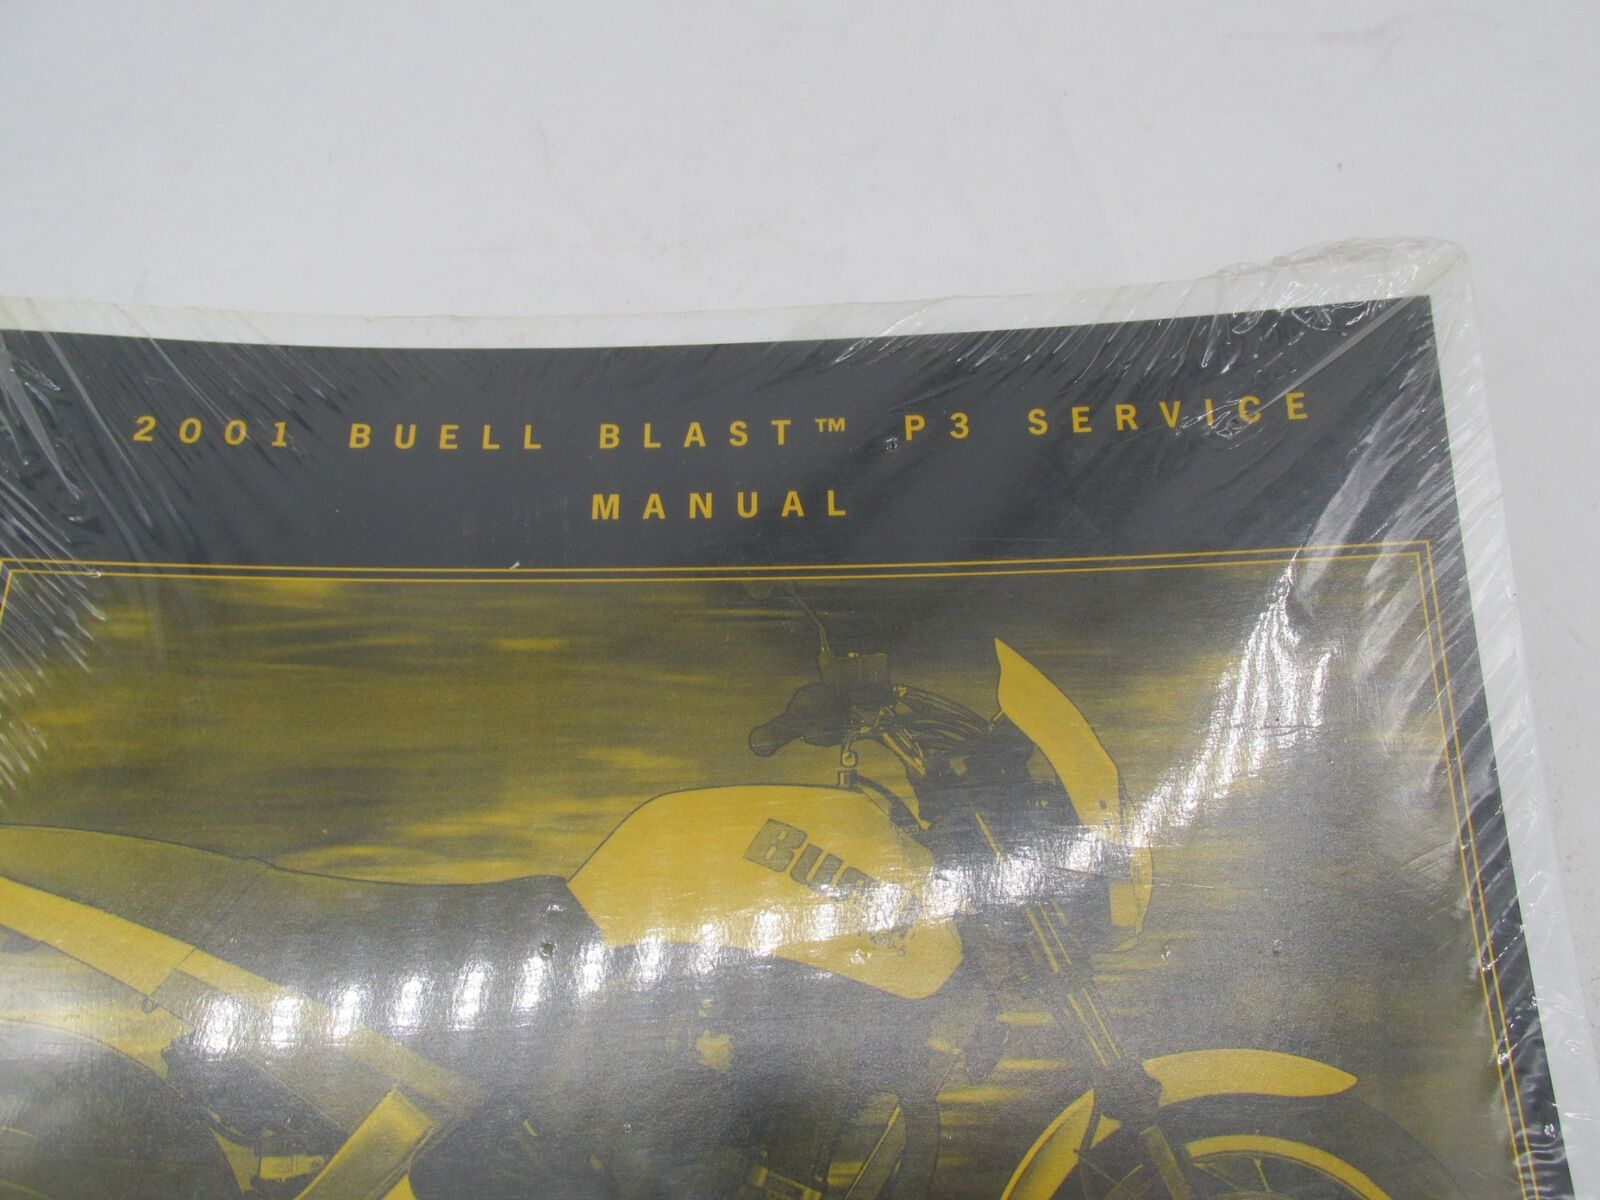 2001 BUELL BLAST™ P3 SERVICE
MANUAL